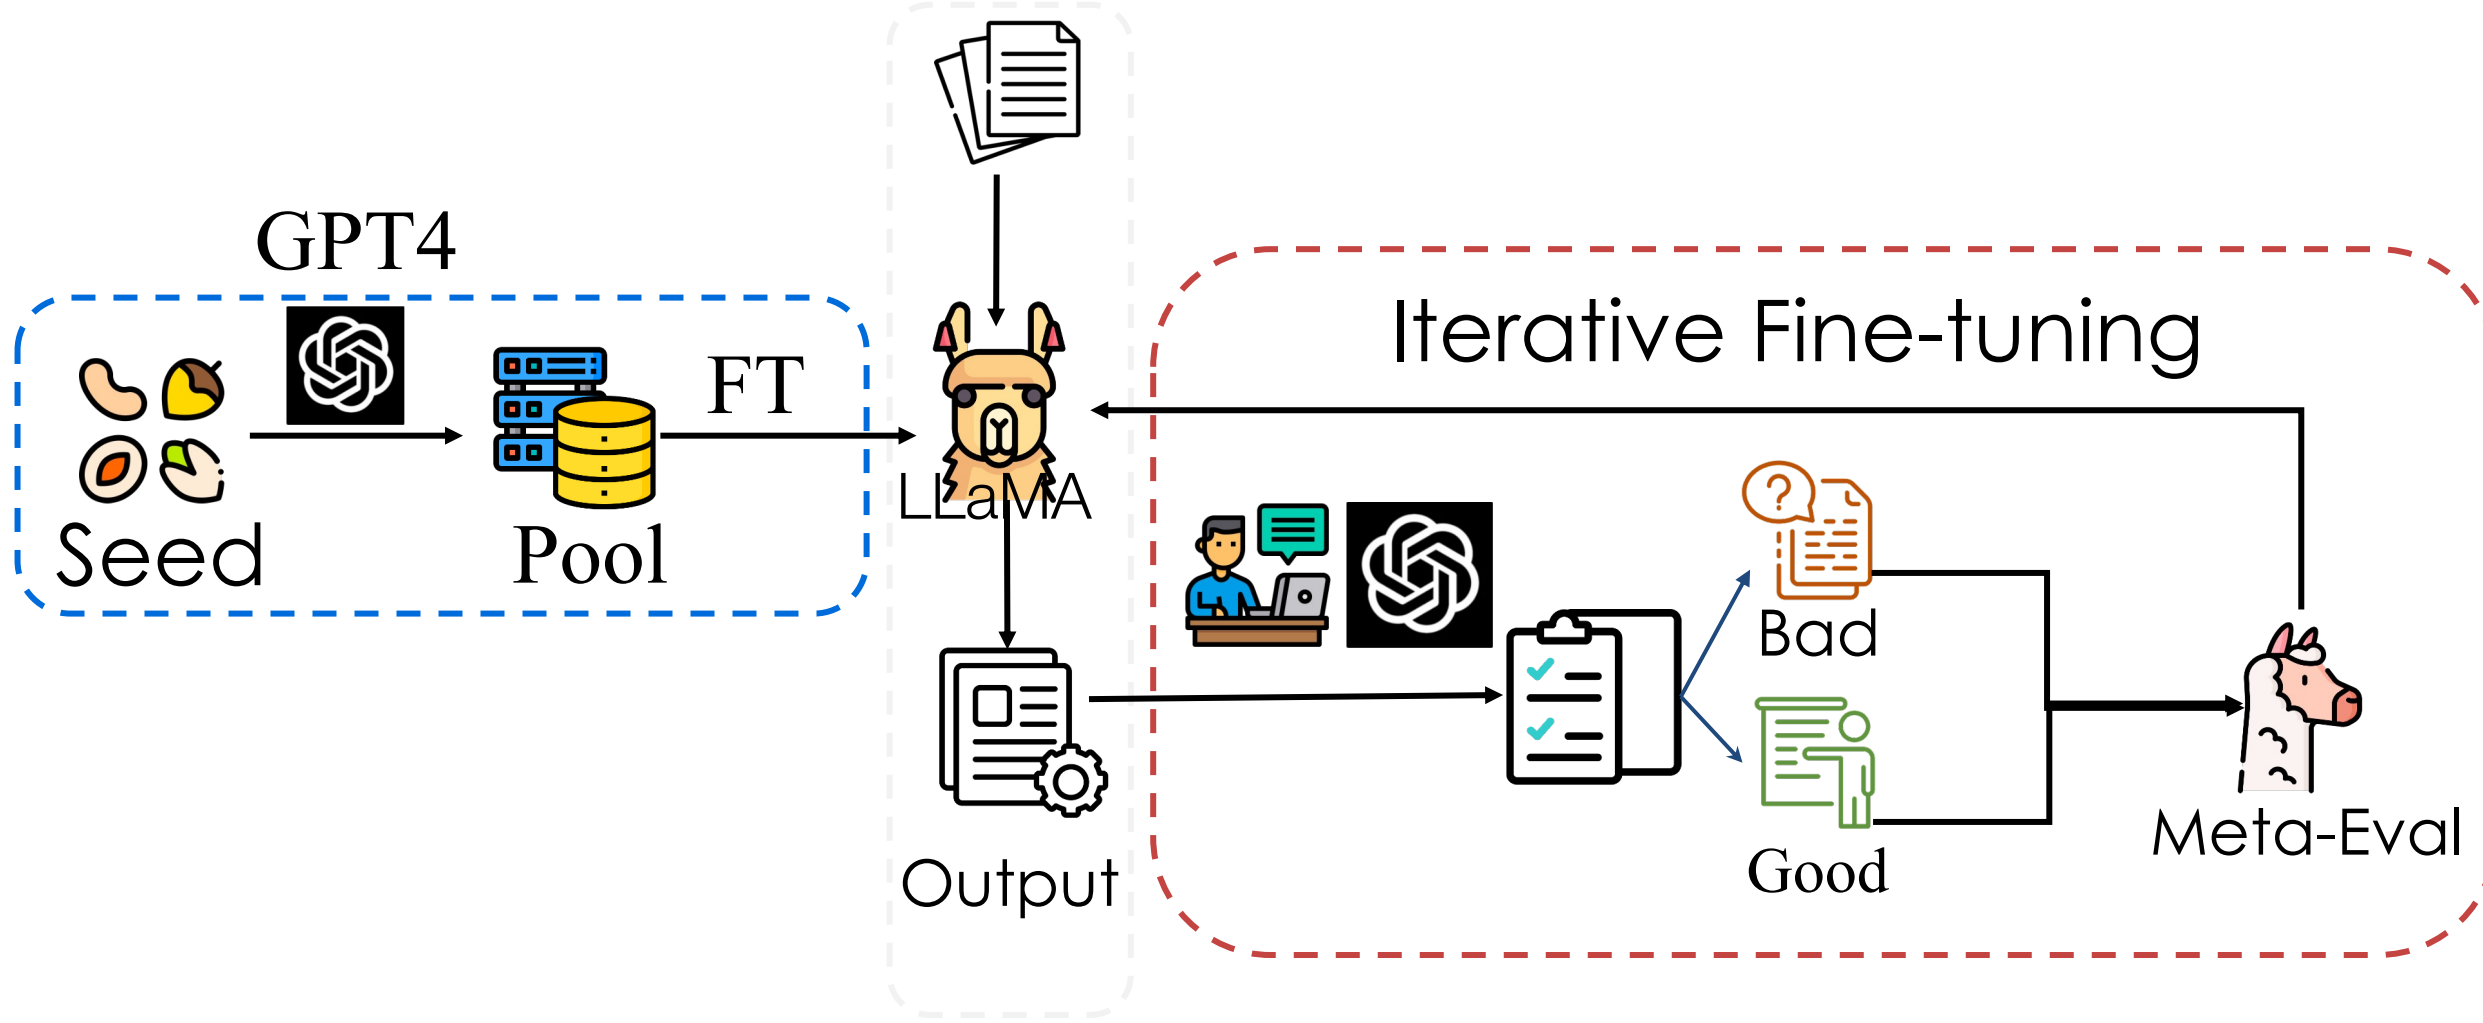 GPT4
Seed
Pool
FT
LLaMA
Output
Iterative Fine-tuning
?
Bad
Good
Meta-Eval